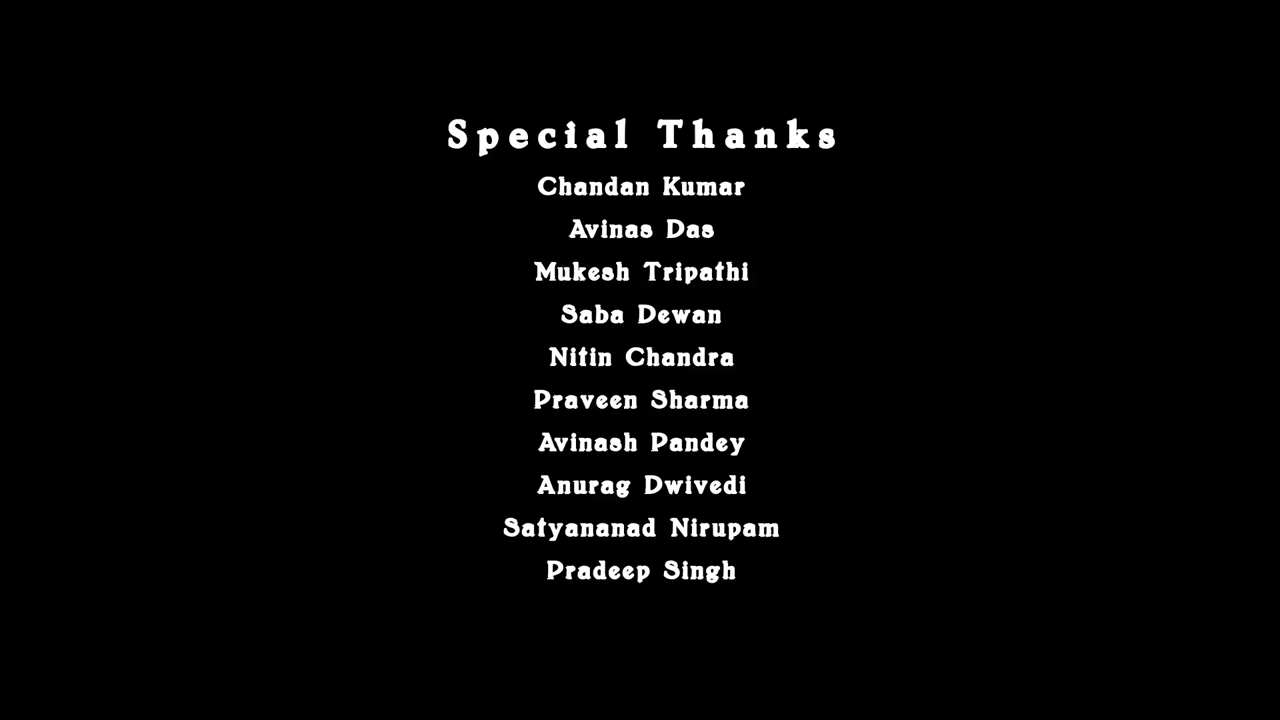 Special Thanks
Chandan Kumar
Avinas Das
Mukesh Tripathi
Saba Dewan
Nitin Chandra
Praveen Sharma
Avinash Pandey
Anurag Dwivedi
Satyananad Nirupam
Pradeep Singh